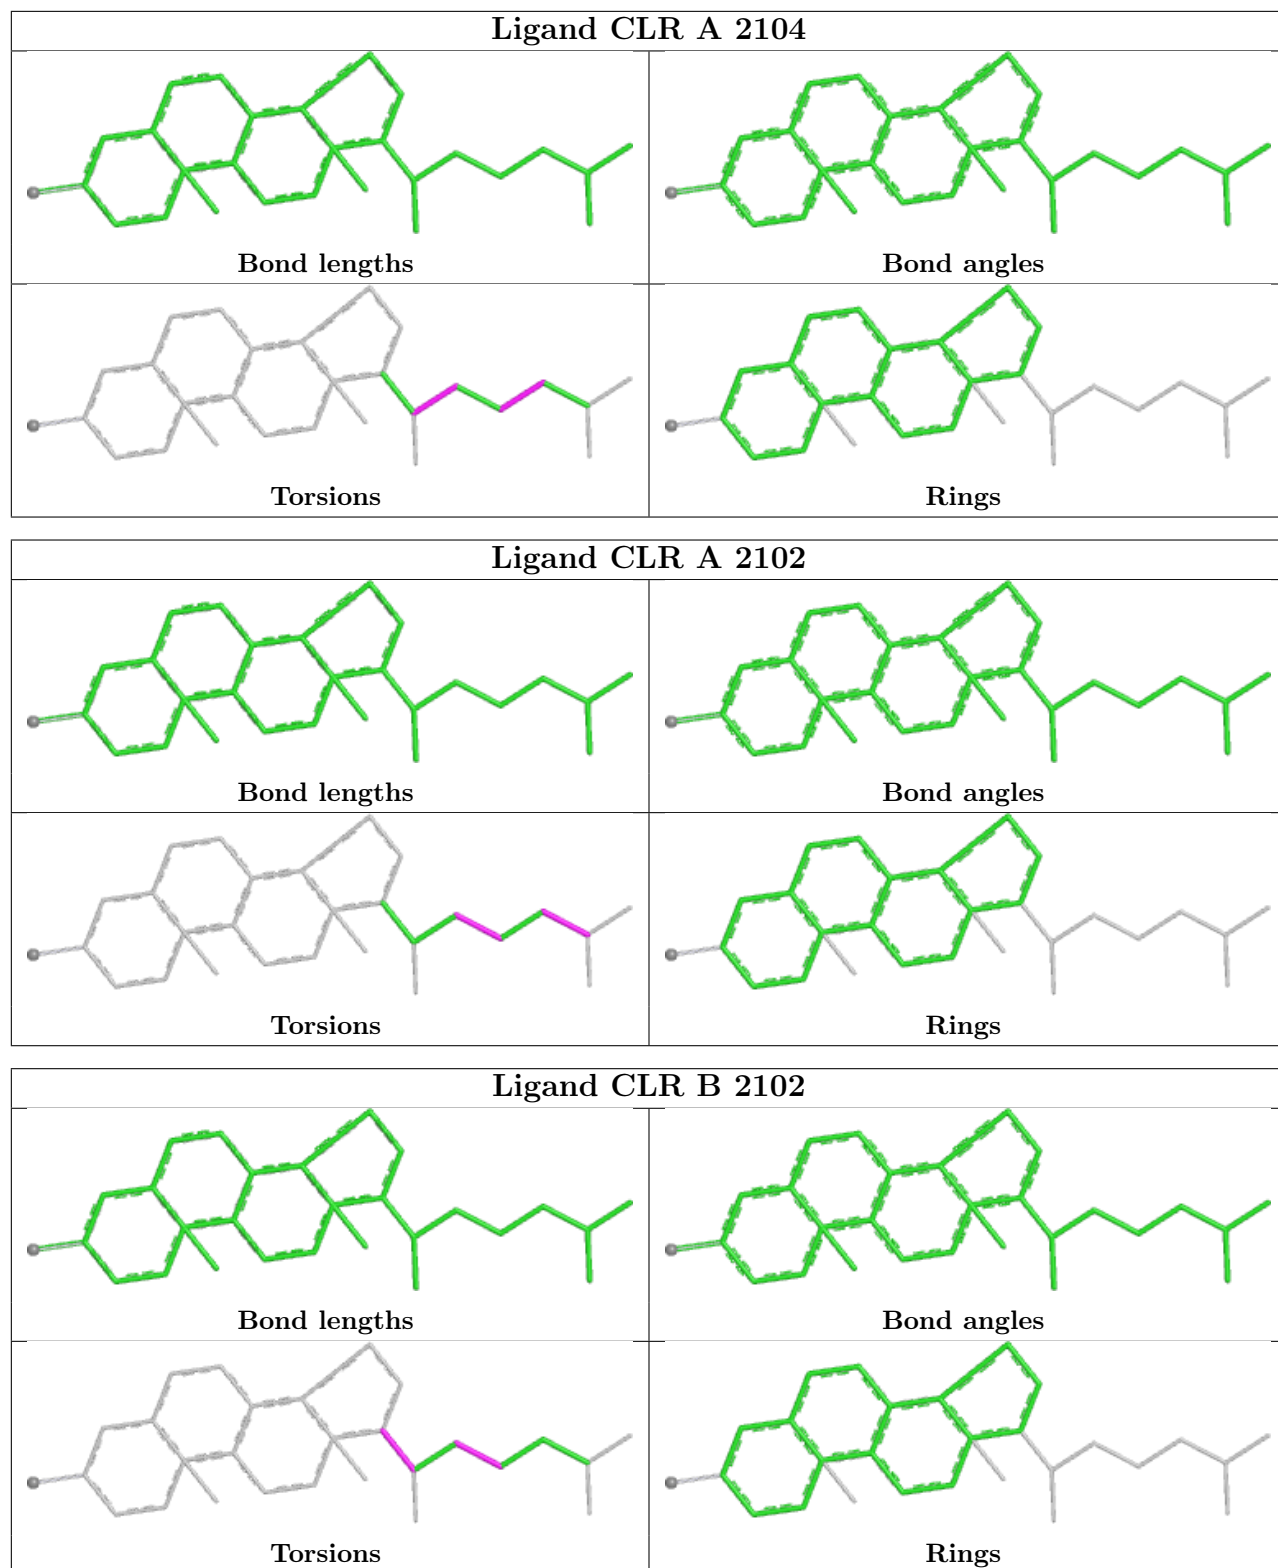 Ligand CLR A 2104
Bond lengths
Bond angles
Torsions
Rings
Ligand CLR A 2102
Bond lengths
Bond angles
Torsions
Rings
Ligand CLR B 2102
Bond lengths
Bond angles
Torsions
Rings